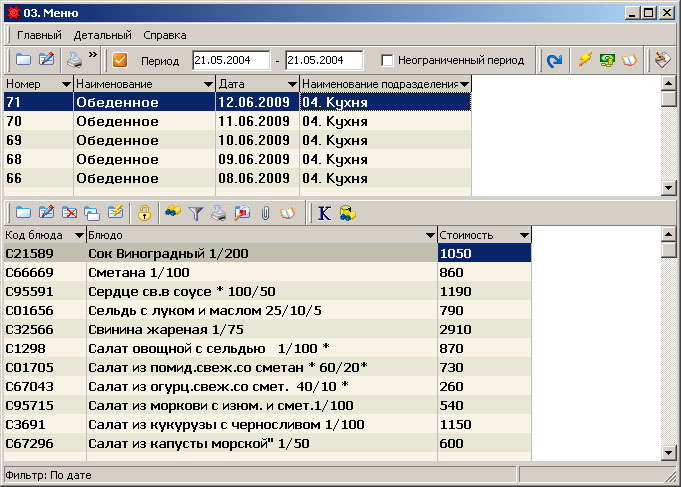 03. Меню
Главный Детальный Справка
» Период 21.05.2004 - 21.05.2004 Неограниченный период
Номер Наименование Дата Наименование подразделения
71 Обеденное 12.06.2009 04. Кухня
70 Обеденное 11.06.2009 04. Кухня
69 Обеденное 10.06.2009 04. Кухня
68 Обеденное 09.06.2009 04. Кухня
66 Обеденное 08.06.2009 04. Кухня
K
Код блюда Блюдо Стоимость
C21589 Сок Виноградный 1/200 1050
C66669 Сметана 1/100 860
C95591 Сердце св.в соусе * 100/50 1190
C01656 Сельдь с луком и маслом 25/10/5 790
C32566 Свинина жареная 1/75 2910
C1298 Салат овощной с сельдью 1/100 * 870
C01705 Салат из помид.свеж.со сметан * 60/20* 730
C67043 Салат из огурц.свеж.со смет. 40/10 * 260
C95715 Салат из моркови с изюм. и смет.1/100 540
C3691 Салат из кукурузы с черносливом 1/100 1150
C67296 Салат из капусты морской" 1/50 600
Фильтр: По дате